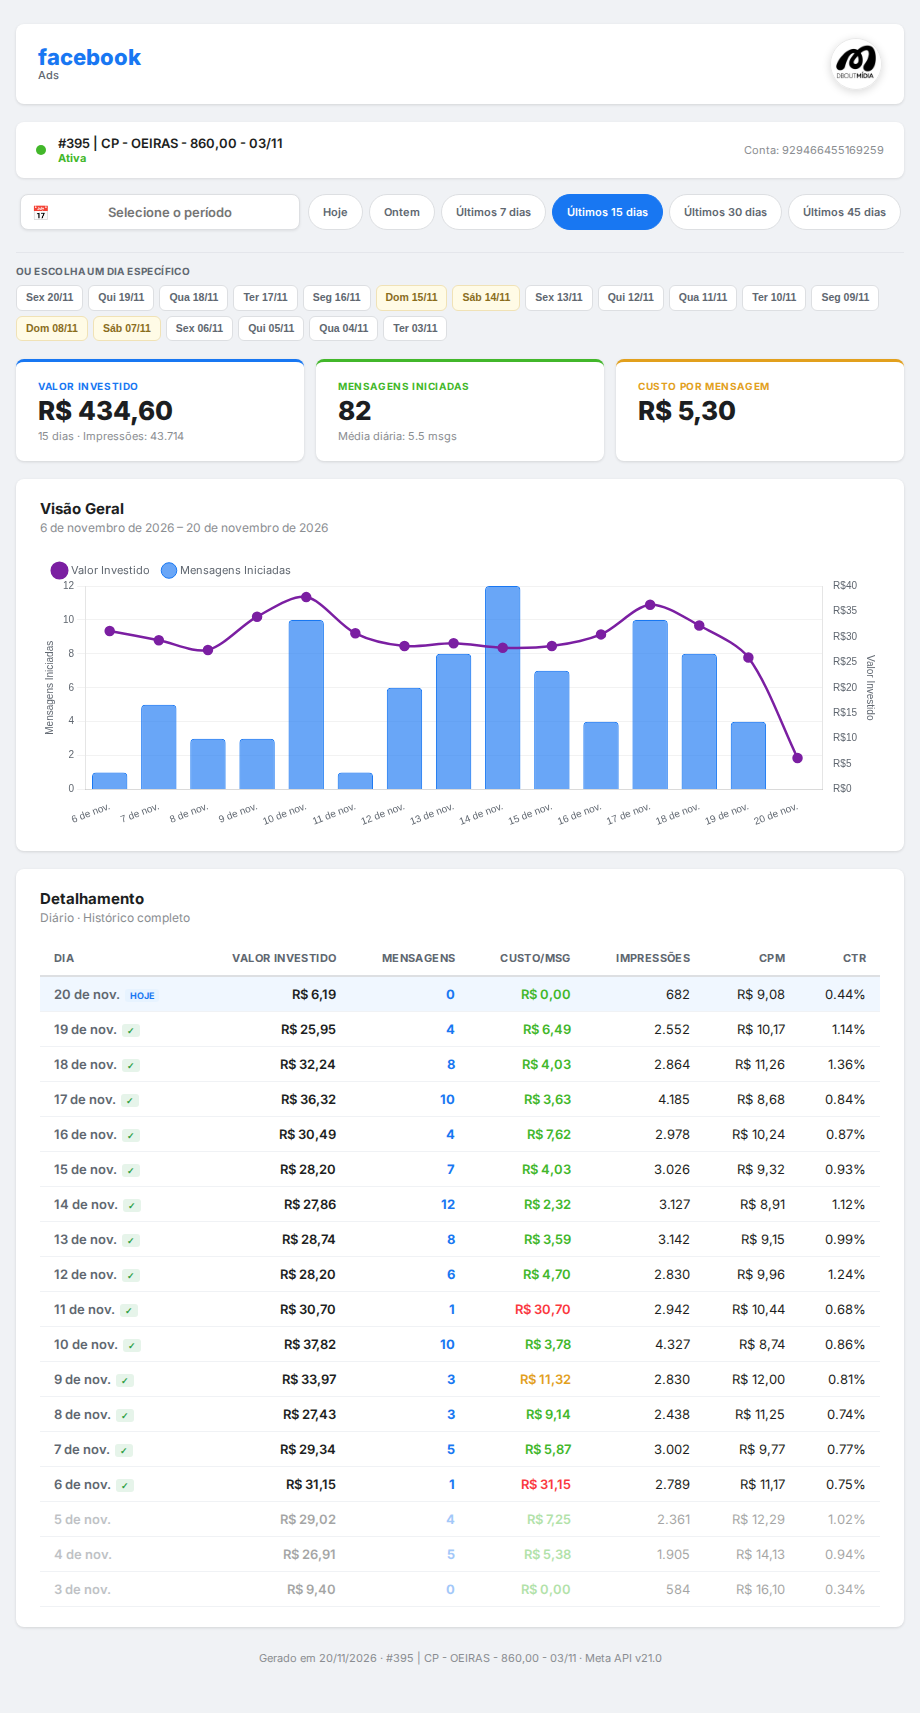 facebook
Ads
DBOUTMÍDIA
#395 | CP - OEIRAS - 860,00 - 03/11
Ativa
Conta: 929466455169259
📅 Selecione o período
Hoje
Ontem
Últimos 7 dias
Últimos 15 dias
Últimos 30 dias
Últimos 45 dias
OU ESCOLHA UM DIA ESPECÍFICO
Sex 20/11 Qui 19/11 Qua 18/11 Ter 17/11 Seg 16/11 Dom 15/11 Sáb 14/11 Sex 13/11 Qui 12/11 Qua 11/11 Ter 10/11 Seg 09/11
Dom 08/11 Sáb 07/11 Sex 06/11 Qui 05/11 Qua 04/11 Ter 03/11
VALOR INVESTIDO
R$ 434,60
15 dias · Impressões: 43.714
MENSAGENS INICIADAS
82
Média diária: 5.5 msgs
CUSTO POR MENSAGEM
R$ 5,30
Visão Geral
6 de novembro de 2026 – 20 de novembro de 2026
Valor Investido Mensagens Iniciadas
Mensagens Iniciadas
12
10
8
6
4
2
0
R$40
R$35
R$30
R$25
R$20
R$15
R$10
R$5
R$0
Valor Investido
6 de nov. 7 de nov. 8 de nov. 9 de nov. 10 de nov. 11 de nov. 12 de nov. 13 de nov. 14 de nov. 15 de nov. 16 de nov. 17 de nov. 18 de nov. 19 de nov. 20 de nov.
Detalhamento
Diário · Histórico completo
DIA VALOR INVESTIDO MENSAGENS CUSTO/MSG IMPRESSÕES CPM CTR
20 de nov. HOJE R$ 6,19 0 R$ 0,00 682 R$ 9,08 0.44%
19 de nov. ✓ R$ 25,95 4 R$ 6,49 2.552 R$ 10,17 1.14%
18 de nov. ✓ R$ 32,24 8 R$ 4,03 2.864 R$ 11,26 1.36%
17 de nov. ✓ R$ 36,32 10 R$ 3,63 4.185 R$ 8,68 0.84%
16 de nov. ✓ R$ 30,49 4 R$ 7,62 2.978 R$ 10,24 0.87%
15 de nov. ✓ R$ 28,20 7 R$ 4,03 3.026 R$ 9,32 0.93%
14 de nov. ✓ R$ 27,86 12 R$ 2,32 3.127 R$ 8,91 1.12%
13 de nov. ✓ R$ 28,74 8 R$ 3,59 3.142 R$ 9,15 0.99%
12 de nov. ✓ R$ 28,20 6 R$ 4,70 2.830 R$ 9,96 1.24%
11 de nov. ✓ R$ 30,70 1 R$ 30,70 2.942 R$ 10,44 0.68%
10 de nov. ✓ R$ 37,82 10 R$ 3,78 4.327 R$ 8,74 0.86%
9 de nov. ✓ R$ 33,97 3 R$ 11,32 2.830 R$ 12,00 0.81%
8 de nov. ✓ R$ 27,43 3 R$ 9,14 2.438 R$ 11,25 0.74%
7 de nov. ✓ R$ 29,34 5 R$ 5,87 3.002 R$ 9,77 0.77%
6 de nov. ✓ R$ 31,15 1 R$ 31,15 2.789 R$ 11,17 0.75%
5 de nov. R$ 29,02 4 R$ 7,25 2.361 R$ 12,29 1.02%
4 de nov. R$ 26,91 5 R$ 5,38 1.905 R$ 14,13 0.94%
3 de nov. R$ 9,40 0 R$ 0,00 584 R$ 16,10 0.34%
Gerado em 20/11/2026 · #395 | CP - OEIRAS - 860,00 - 03/11 · Meta API v21.0